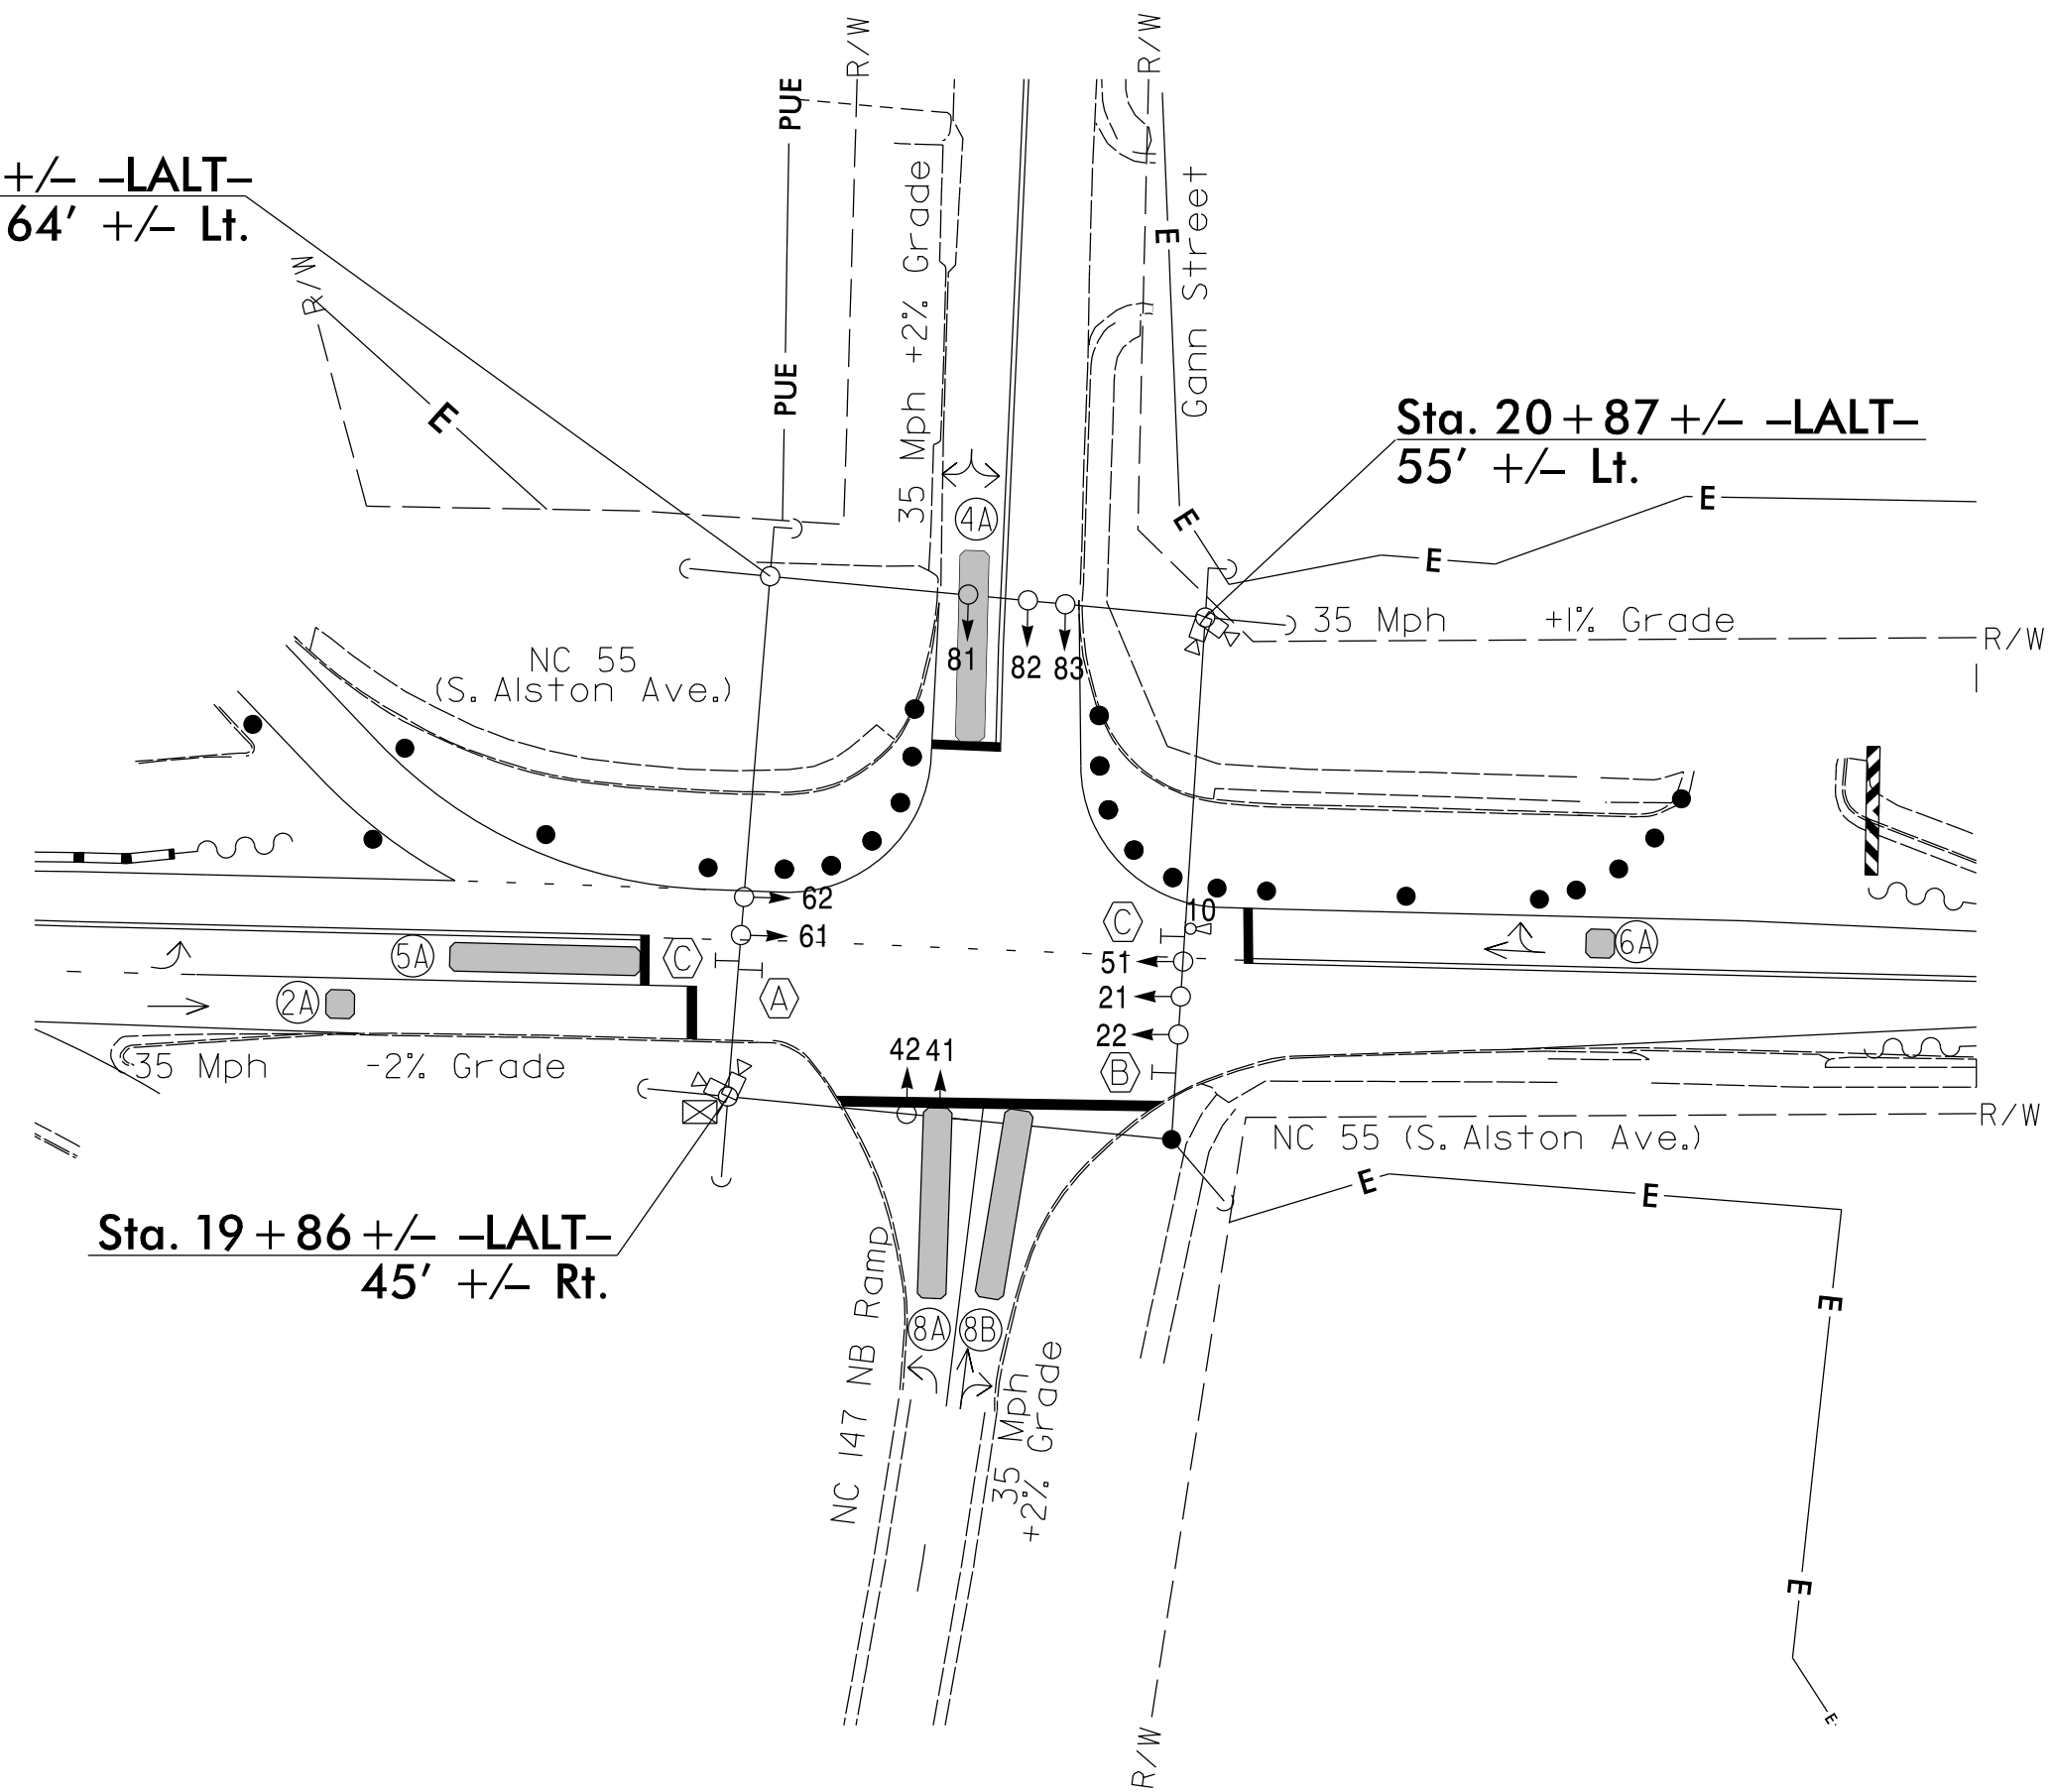 R/W
R/W
PUE
+/– –LALT–
64' +/– Lt.
35 Mph +2% Grade
Gann Street
E
R/W
PUE
E
Sta. 20+87 +/– –LALT–
55' +/– Lt.
E
E
E
4A
35 Mph +1% Grade
R/W
NC 55
(S. Alston Ave.)
81
82
83
62
61
C
10
5A
C
51
6A
2A
A
21
22
35 Mph -2% Grade
42
41
B
R/W
NC 55 (S. Alston Ave.)
E
E
Sta. 19+86 +/– –LALT–
45' +/– Rt.
NC 147 NB Ramp
8A
8B
35 Mph
+2% Grade
E
E
R/W
E